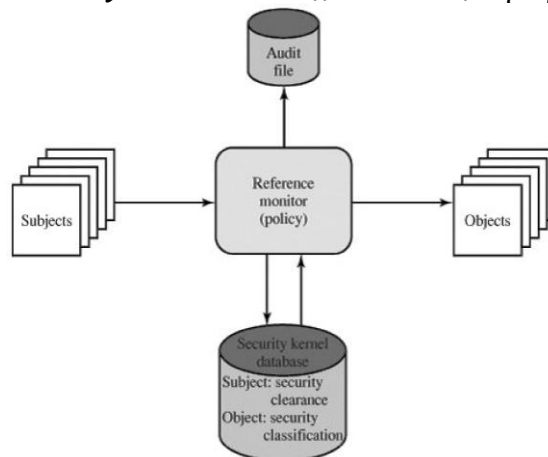 Audit
file
Reference
monitor
(policy)
Subjects
Objects
Security kernel
database
Subject: security
clearance
Object: security
classification